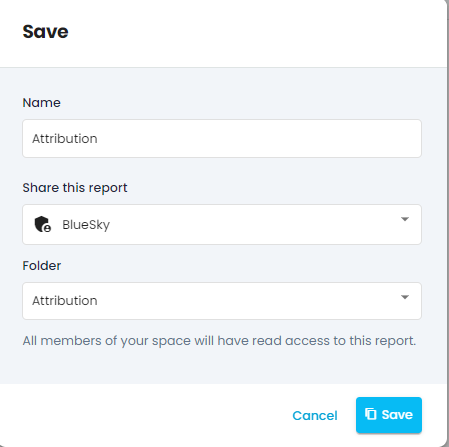 Save
Name
Attribution
Share this report
BlueSky
Folder
Attribution
All members of your space will have read access to this report.
Cancel
Save